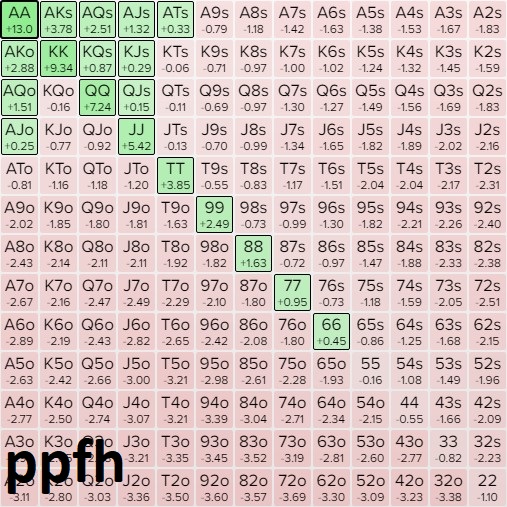 AA AKs AQs AJs ATs A9s A8s A7s A6s A5s A4s A3s A2s
+13.0 +3.78 +2.51 +1.32 +0.33 -0.79 -1.18 -1.42 -1.63 -1.38 -1.53 -1.67 -1.83
AKo KK KQs KJs KTs K9s K8s K7s K6s K5s K4s K3s K2s
+2.88 +9.34 +0.87 +0.29 -0.06 -0.71 -0.97 -1.00 -1.02 -1.24 -1.32 -1.45 -1.59
AQo KQo QQ QJs QTs Q9s Q8s Q7s Q6s Q5s Q4s Q3s Q2s
+1.51 -0.16 +7.24 +0.15 -0.11 -0.69 -0.97 -1.30 -1.27 -1.49 -1.56 -1.69 -1.83
AJo KJo QJo JJ JTs J9s J8s J7s J6s J5s J4s J3s J2s
+0.25 -0.77 -0.92 +5.42 -0.13 -0.70 -0.99 -1.34 -1.65 -1.82 -1.89 -2.02 -2.16
ATo KTo QTo JTo TT T9s T8s T7s T6s T5s T4s T3s T2s
-0.81 -1.16 -1.18 -1.20 +3.85 -0.55 -0.83 -1.17 -1.51 -2.04 -2.04 -2.17 -2.31
A9o K9o Q9o J9o T9o 99 98s 97s 96s 95s 94s 93s 92s
-2.02 -1.85 -1.80 -1.81 -1.63 +2.49 -0.73 -0.99 -1.30 -1.82 -2.21 -2.26 -2.40
A8o K8o Q8o J8o T8o 98o 88 87s 86s 85s 84s 83s 82s
-2.43 -2.14 -2.11 -2.11 -1.92 -1.82 +1.63 -0.72 -0.97 -1.47 -1.88 -2.33 -2.38
A7o K7o Q7o J7o T7o 97o 87o 77 76s 75s 74s 73s 72s
-2.67 -2.16 -2.47 -2.49 -2.29 -2.10 -1.80 +0.95 -0.73 -1.18 -1.59 -2.05 -2.51
A6o K6o Q6o J6o T6o 96o 86o 76o 66 65s 64s 63s 62s
-2.89 -2.19 -2.43 -2.82 -2.65 -2.42 -2.08 -1.80 +0.45 -0.86 -1.25 -1.68 -2.15
A5o K5o Q5o J5o T5o 95o 85o 75o 65o 55 54s 53s 52s
-2.63 -2.42 -2.66 -3.00 -3.21 -2.98 -2.61 -2.28 -1.93 -0.16 -1.08 -1.49 -1.96
A4o K4o Q4o J4o T4o 94o 84o 74o 64o 54o 44 43s 42s
-2.77 -2.50 -2.74 -3.07 -3.21 -3.39 -3.04 -2.71 -2.34 -2.15 -0.55 -1.66 -2.09
A3o K3o J3o T3o 93o 83o 73o 63o 53o 43o 33 32s
-3.21 -3.35 -3.45 -3.52 -3.19 -2.81 -2.60 -2.77 -0.82 -2.23
ppfh
J2o T2o 92o 82o 72o 62o 52o 42o 32o 22
-3.11 -2.80 -3.03 -3.36 -3.50 -3.60 -3.72 -3.69 -3.30 -3.09 -3.23 -3.38 -1.10